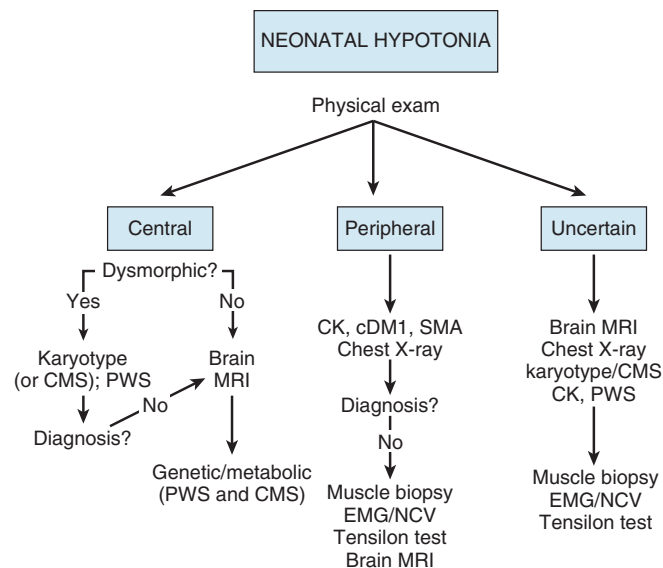 NEONATAL HYPOTONIA
Physical exam
Central
Dysmorphic?
Yes
No
Karyotype
(or CMS); PWS
Diagnosis?
No
Brain
MRI
Genetic/metabolic
(PWS and CMS)
Peripheral
CK, cDM1, SMA
Chest X-ray
Diagnosis?
No
Muscle biopsy
EMG/NCV
Tensilon test
Brain MRI
Uncertain
Brain MRI
Chest X-ray
karyotype/CMS
CK, PWS
Muscle biopsy
EMG/NCV
Tensilon test